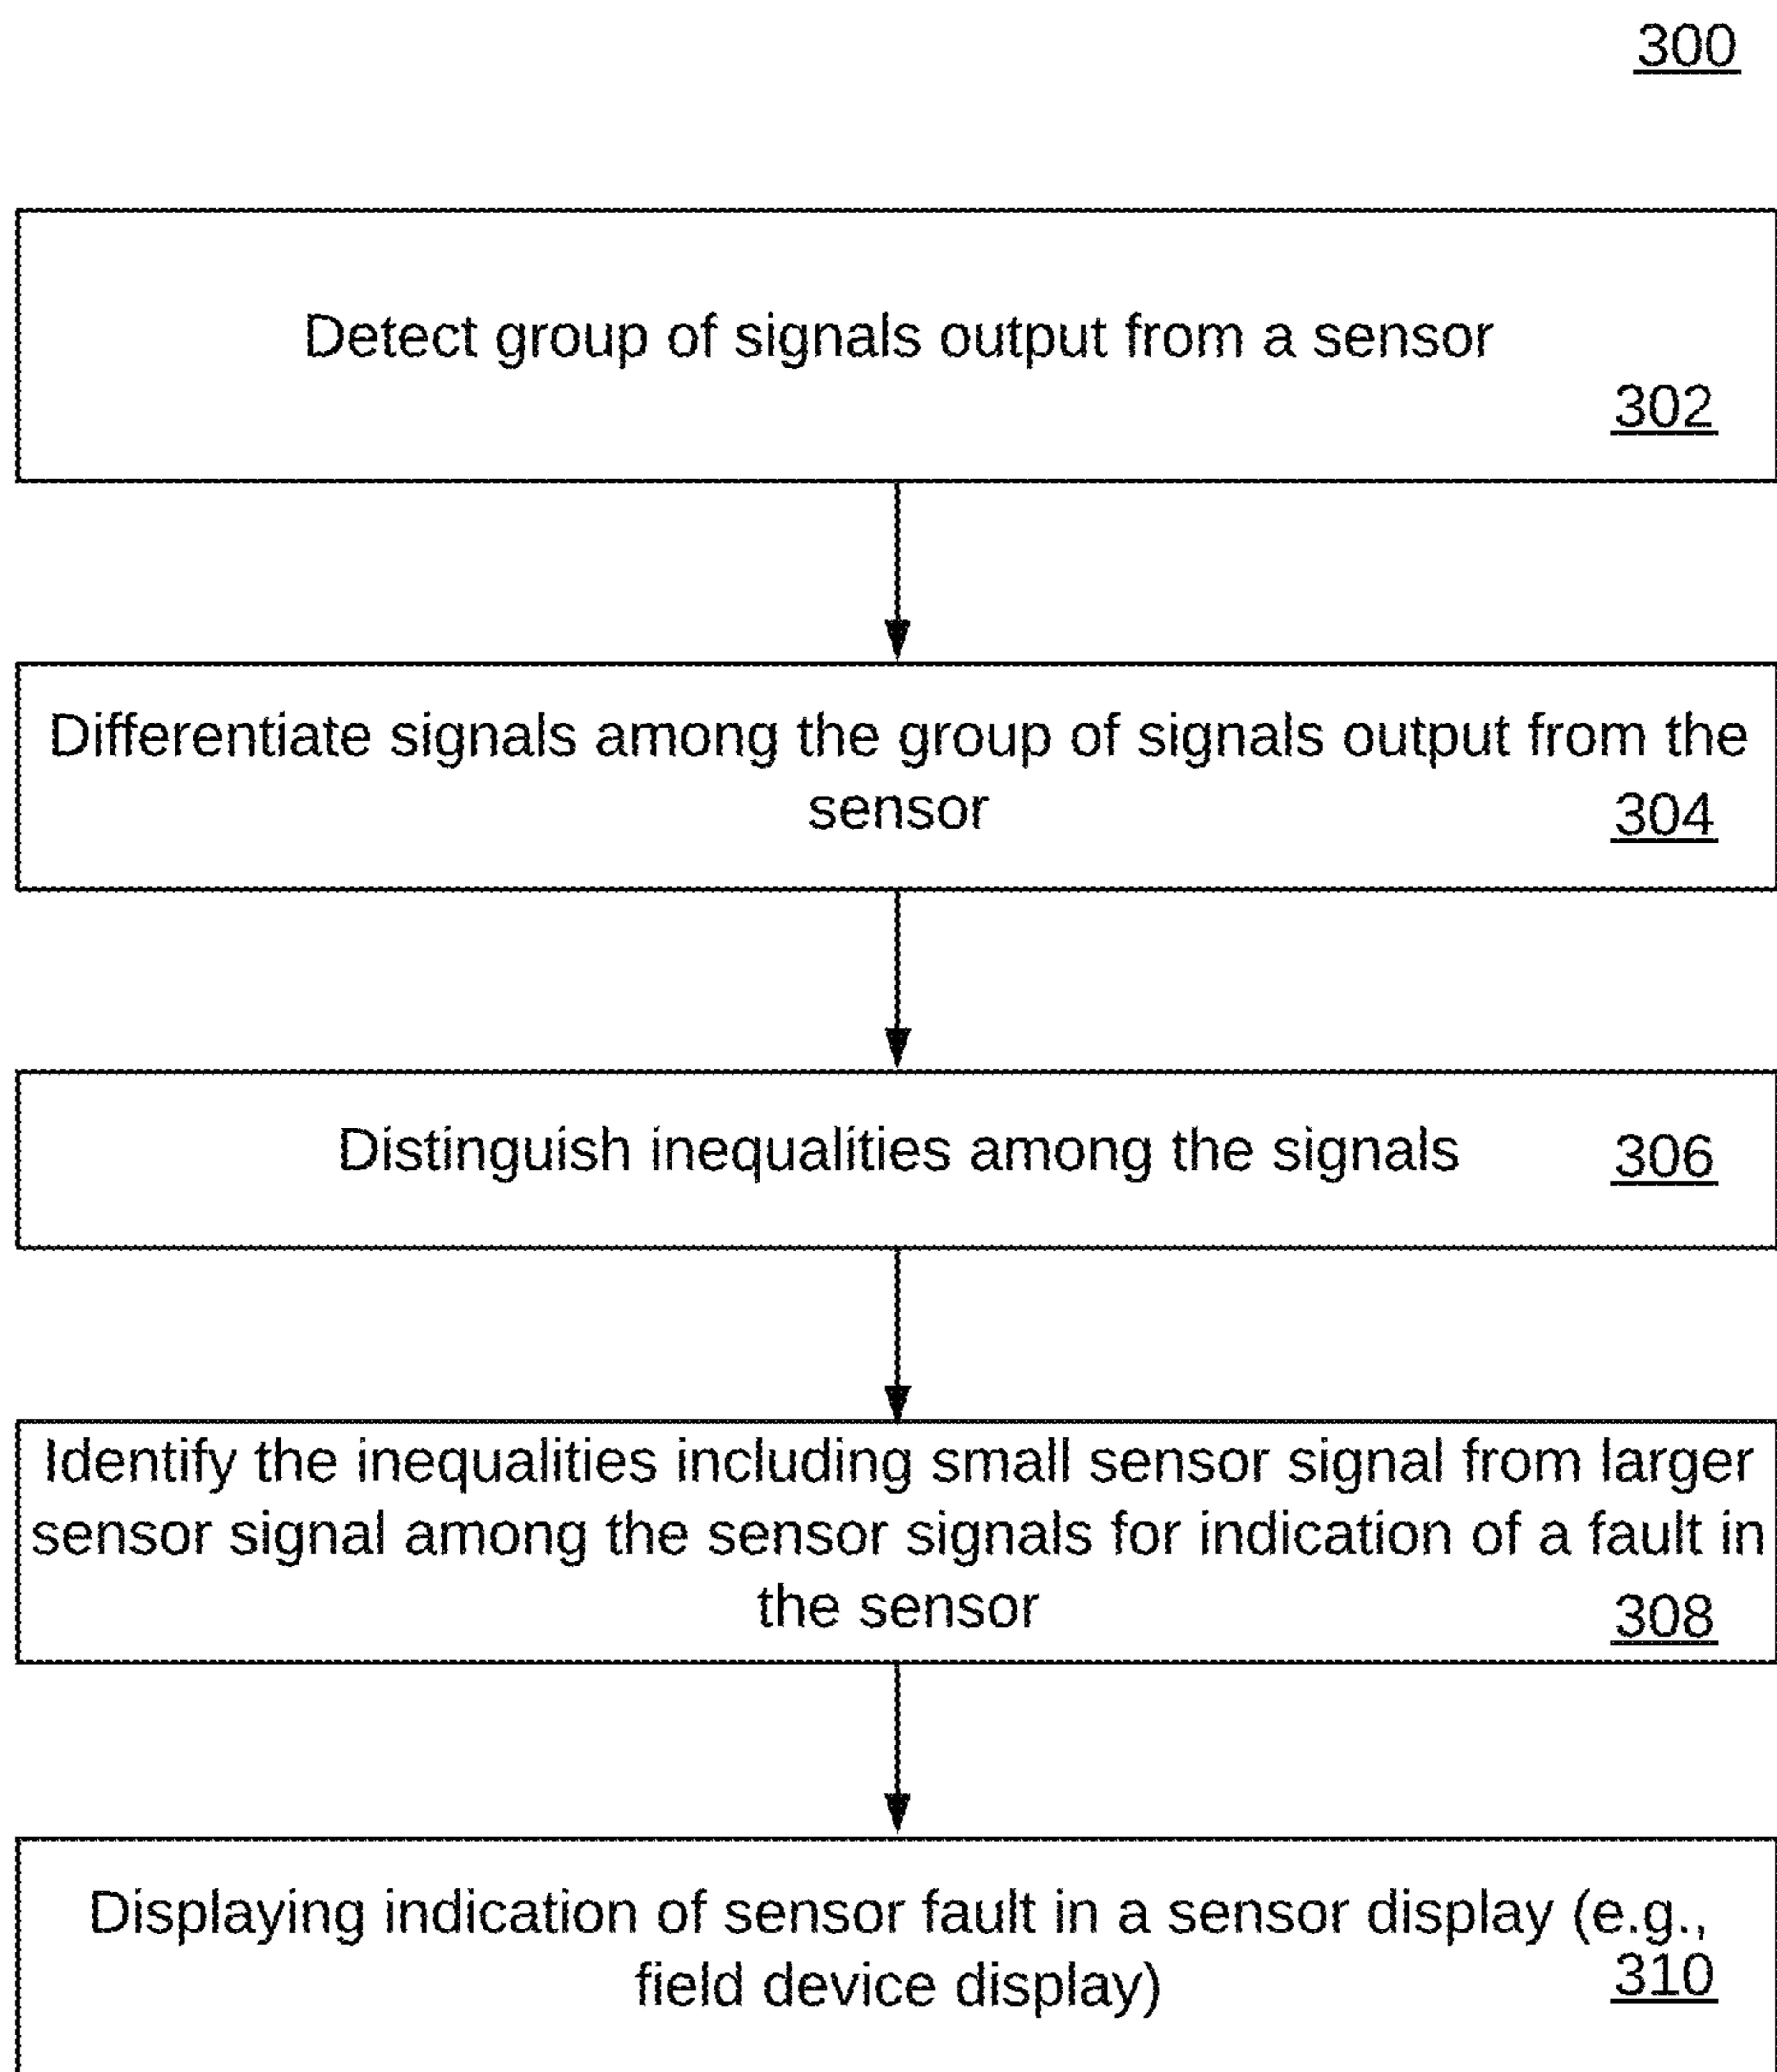 300
Detect group of signals output from a sensor
302
Differentiate signals among the group of signals output from the
sensor
304
Distinguish inequalities among the signals
306
Identify the inequalities including small sensor signal from larger
sensor signal among the sensor signals for indication of a fault in
the sensor
308
Displaying indication of sensor fault in a sensor display (e.g.,
field device display)
310